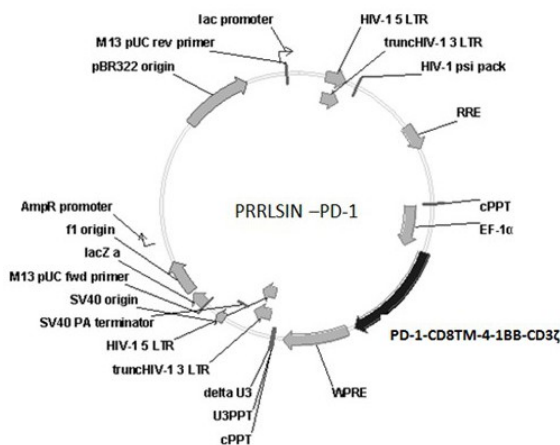 lac promoter
HIV-1 5 LTR
M13 pUC rev primer
truncHIV-1 3 LTR
pBR322 origin
HIV-1 psi pack
RRE
cPPT
EF-1α
PRRLSIN –PD-1
AmpR promoter
f1 origin
lacZ a
M13 pUC fwd primer
SV40 origin
SV40 PA terminator
HIV-1 5 LTR
truncHIV-1 3 LTR
PD-1-CD8TM-4-1BB-CD3ζ
delta U3
WPRE
U3PPT
cPPT